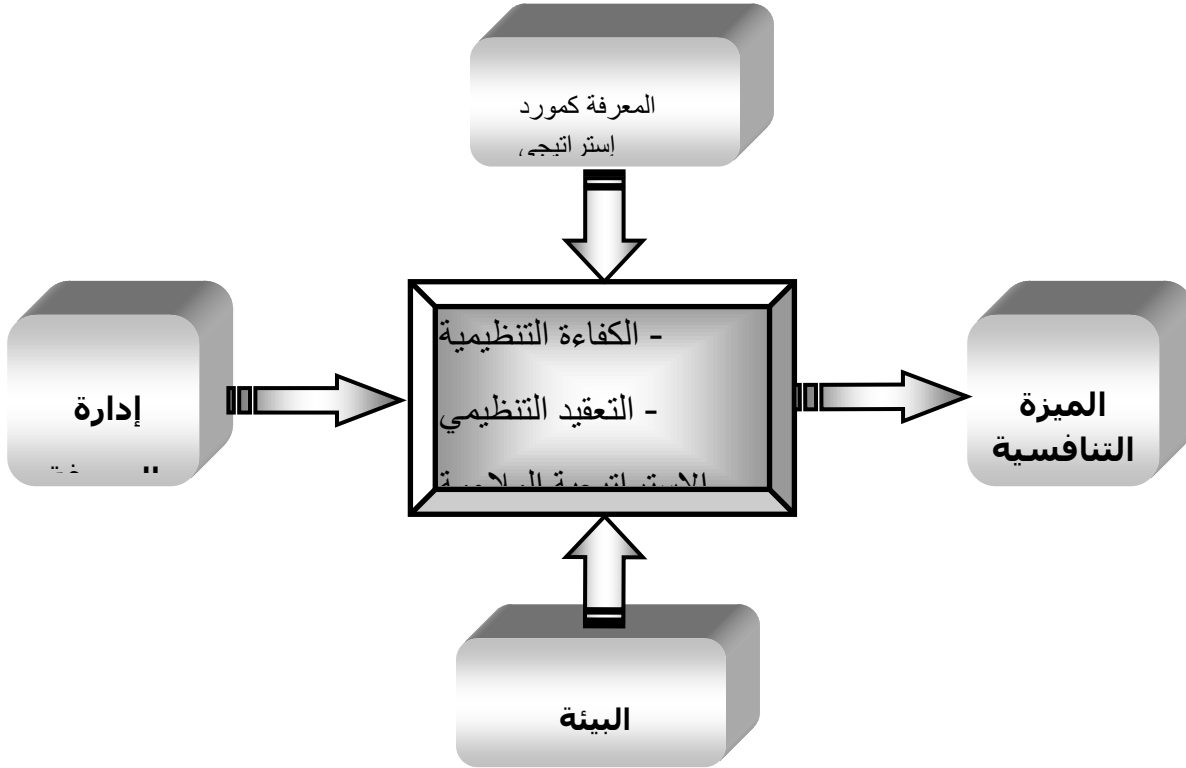 المعرفة كمورد
إستراتيجي
- الكفاءة التنظيمية
- التعقيد التنظيمي
إدارة
الميزة
التنافسية
البيئة